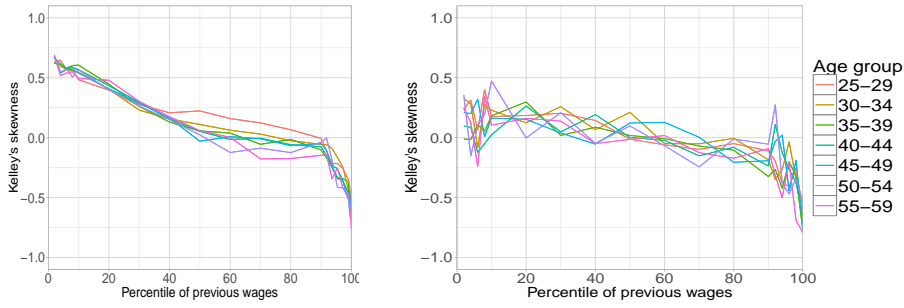 1.0
0.5
0.0
−0.5
−1.0
Kelley's skewness
0 20 40 60 80 100
Percentile of previous wages
1.0
0.5
0.0
−0.5
−1.0
Kelley's skewness
0 20 40 60 80 100
Percentile of previous wages
Age group
25−29
30−34
35−39
40−44
45−49
50−54
55−59